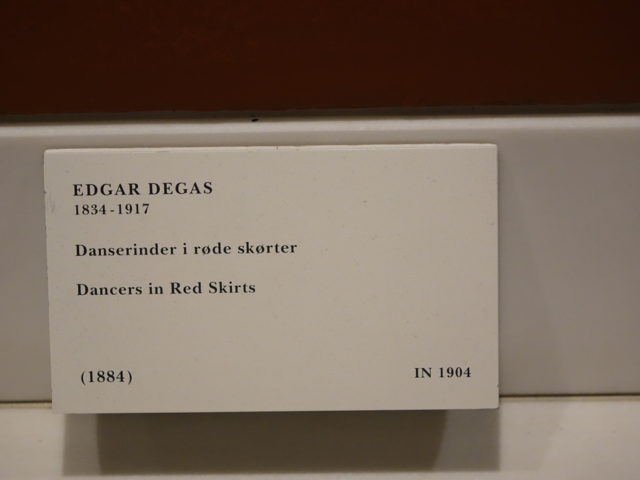 EDGAR DEGAS
1834-1917
Danserinder i røde skørter
Dancers in Red Skirts
(1884)
IN 1904